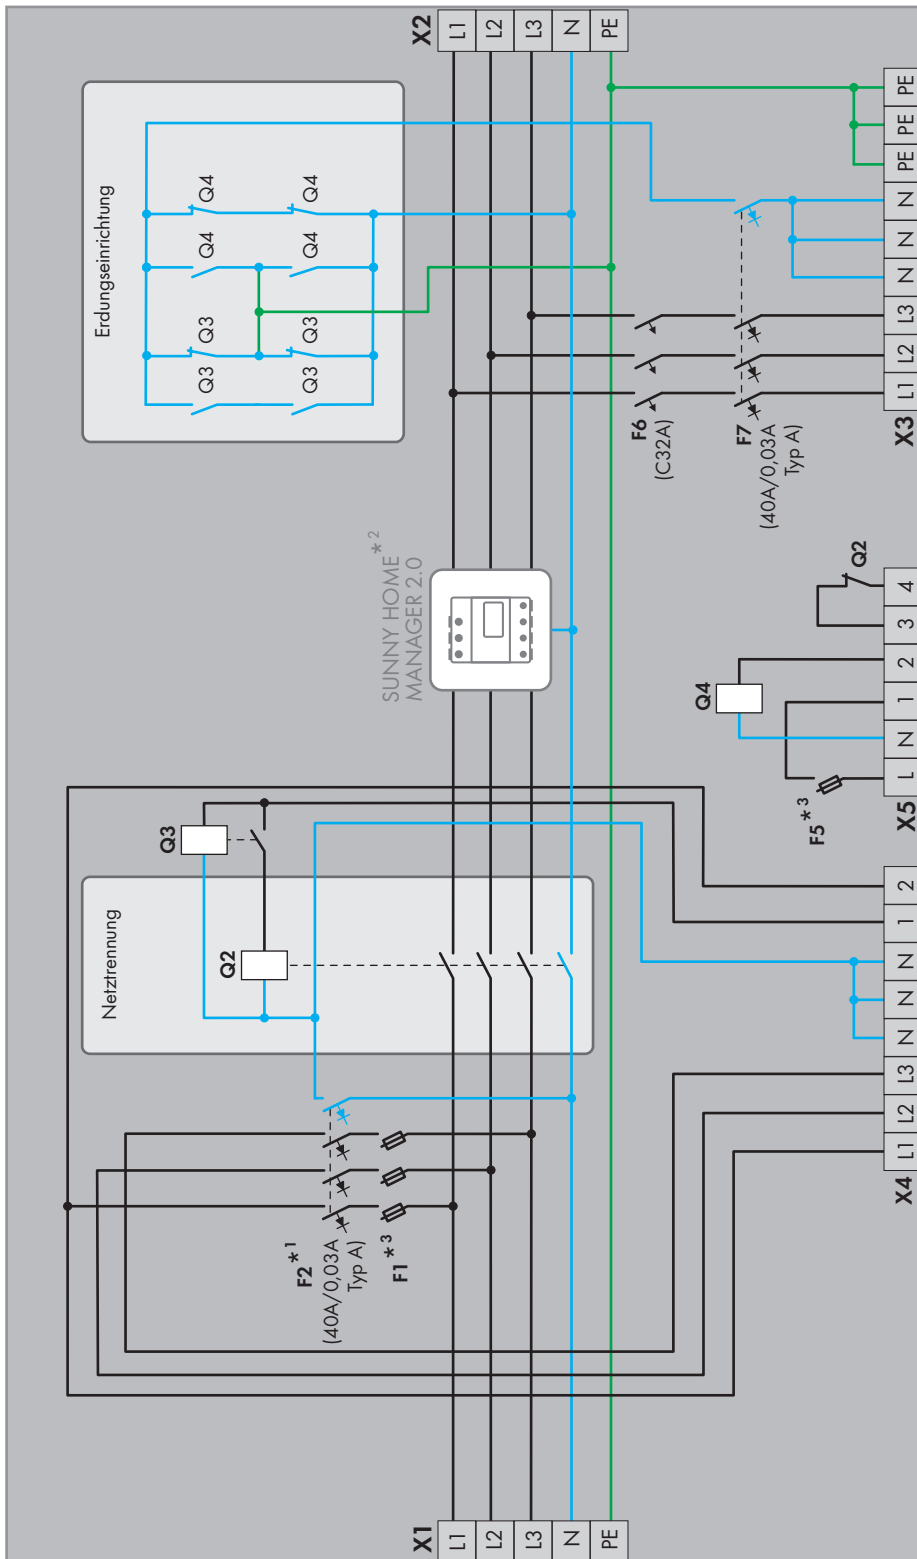 Netztrennung
Erdungseinrichtung
Q3
Q2
Q3
Q3
Q4
Q4
Q3
Q3
Q4
Q4
F2*1
(40A/0,03A
Typ A)
F1*3
SUNNY HOME*2
MANAGER 2.0
X1
L1
L2
L3
N
PE
X2
L1
L2
L3
N
PE
F6
(C32A)
F7
(40A/0,03A
Typ A)
Q4
F5*3
Q2
X4
L1
L2
L3
N
N
N
1
2
X5
L
N
1
2
3
4
X3
L1
L2
L3
N
N
N
PE
PE
PE